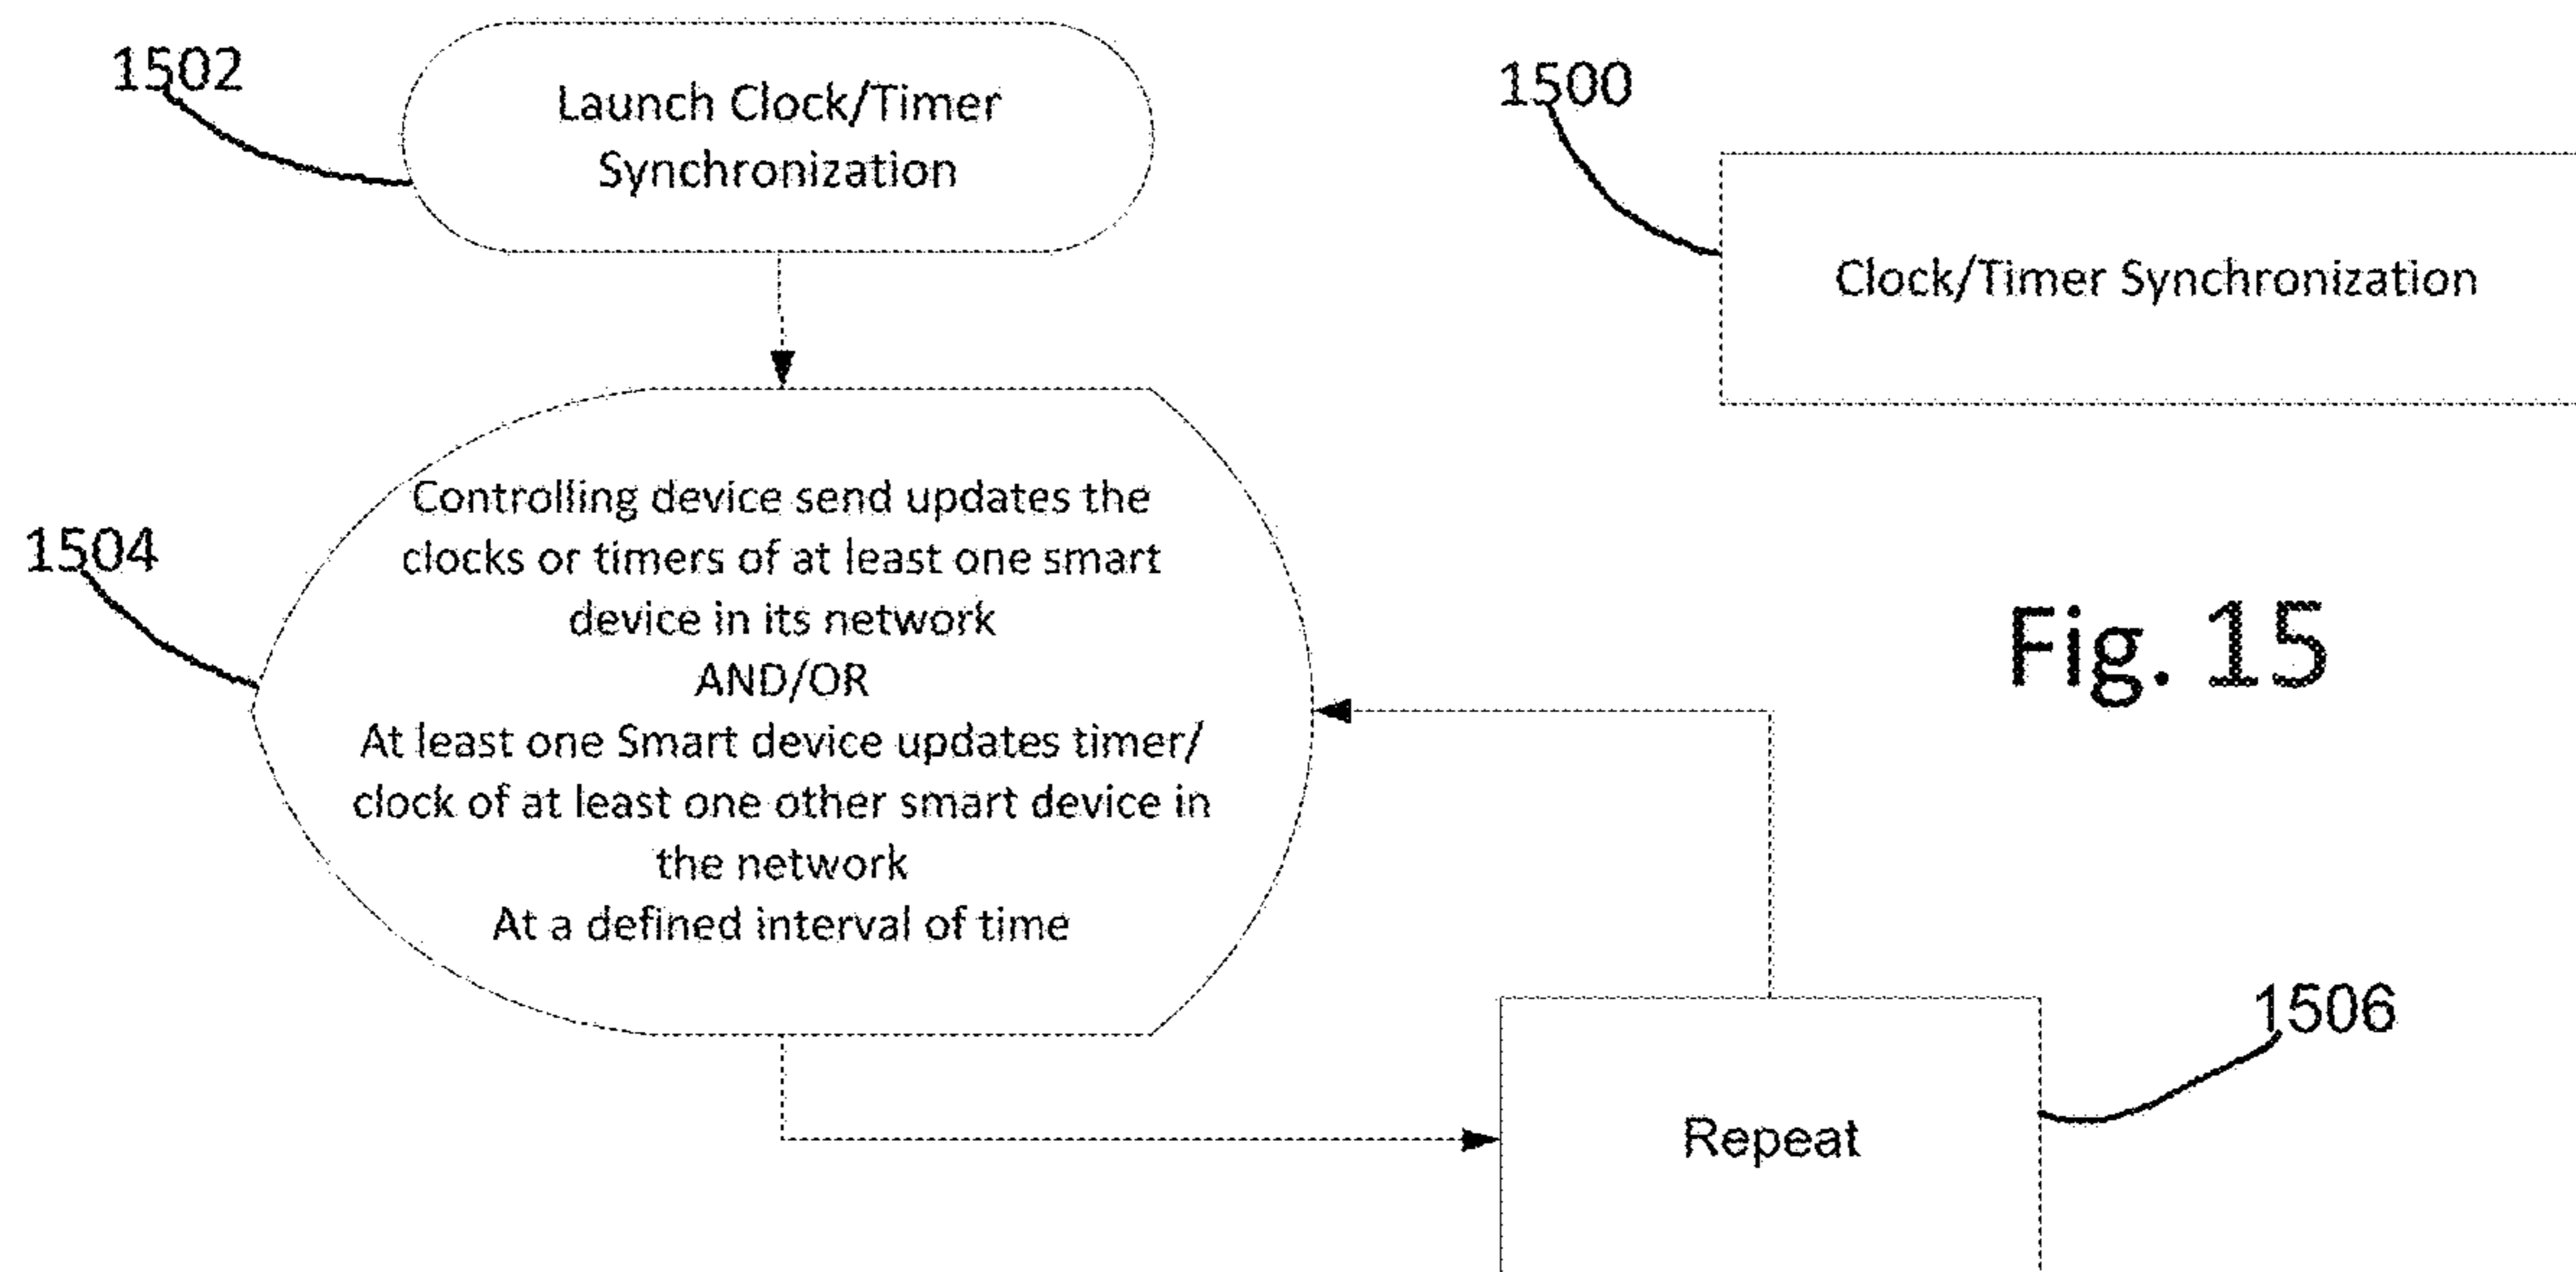 1502
Launch Clock/Timer
Synchronization
1500
Clock/Timer Synchronization
1504
Controlling device send updates the
clocks or timers of at least one smart
device in its network
AND/OR
At least one Smart device updates timer/
clock of at least one other smart device in
the network
At a defined interval of time
Fig. 15
1506
Repeat